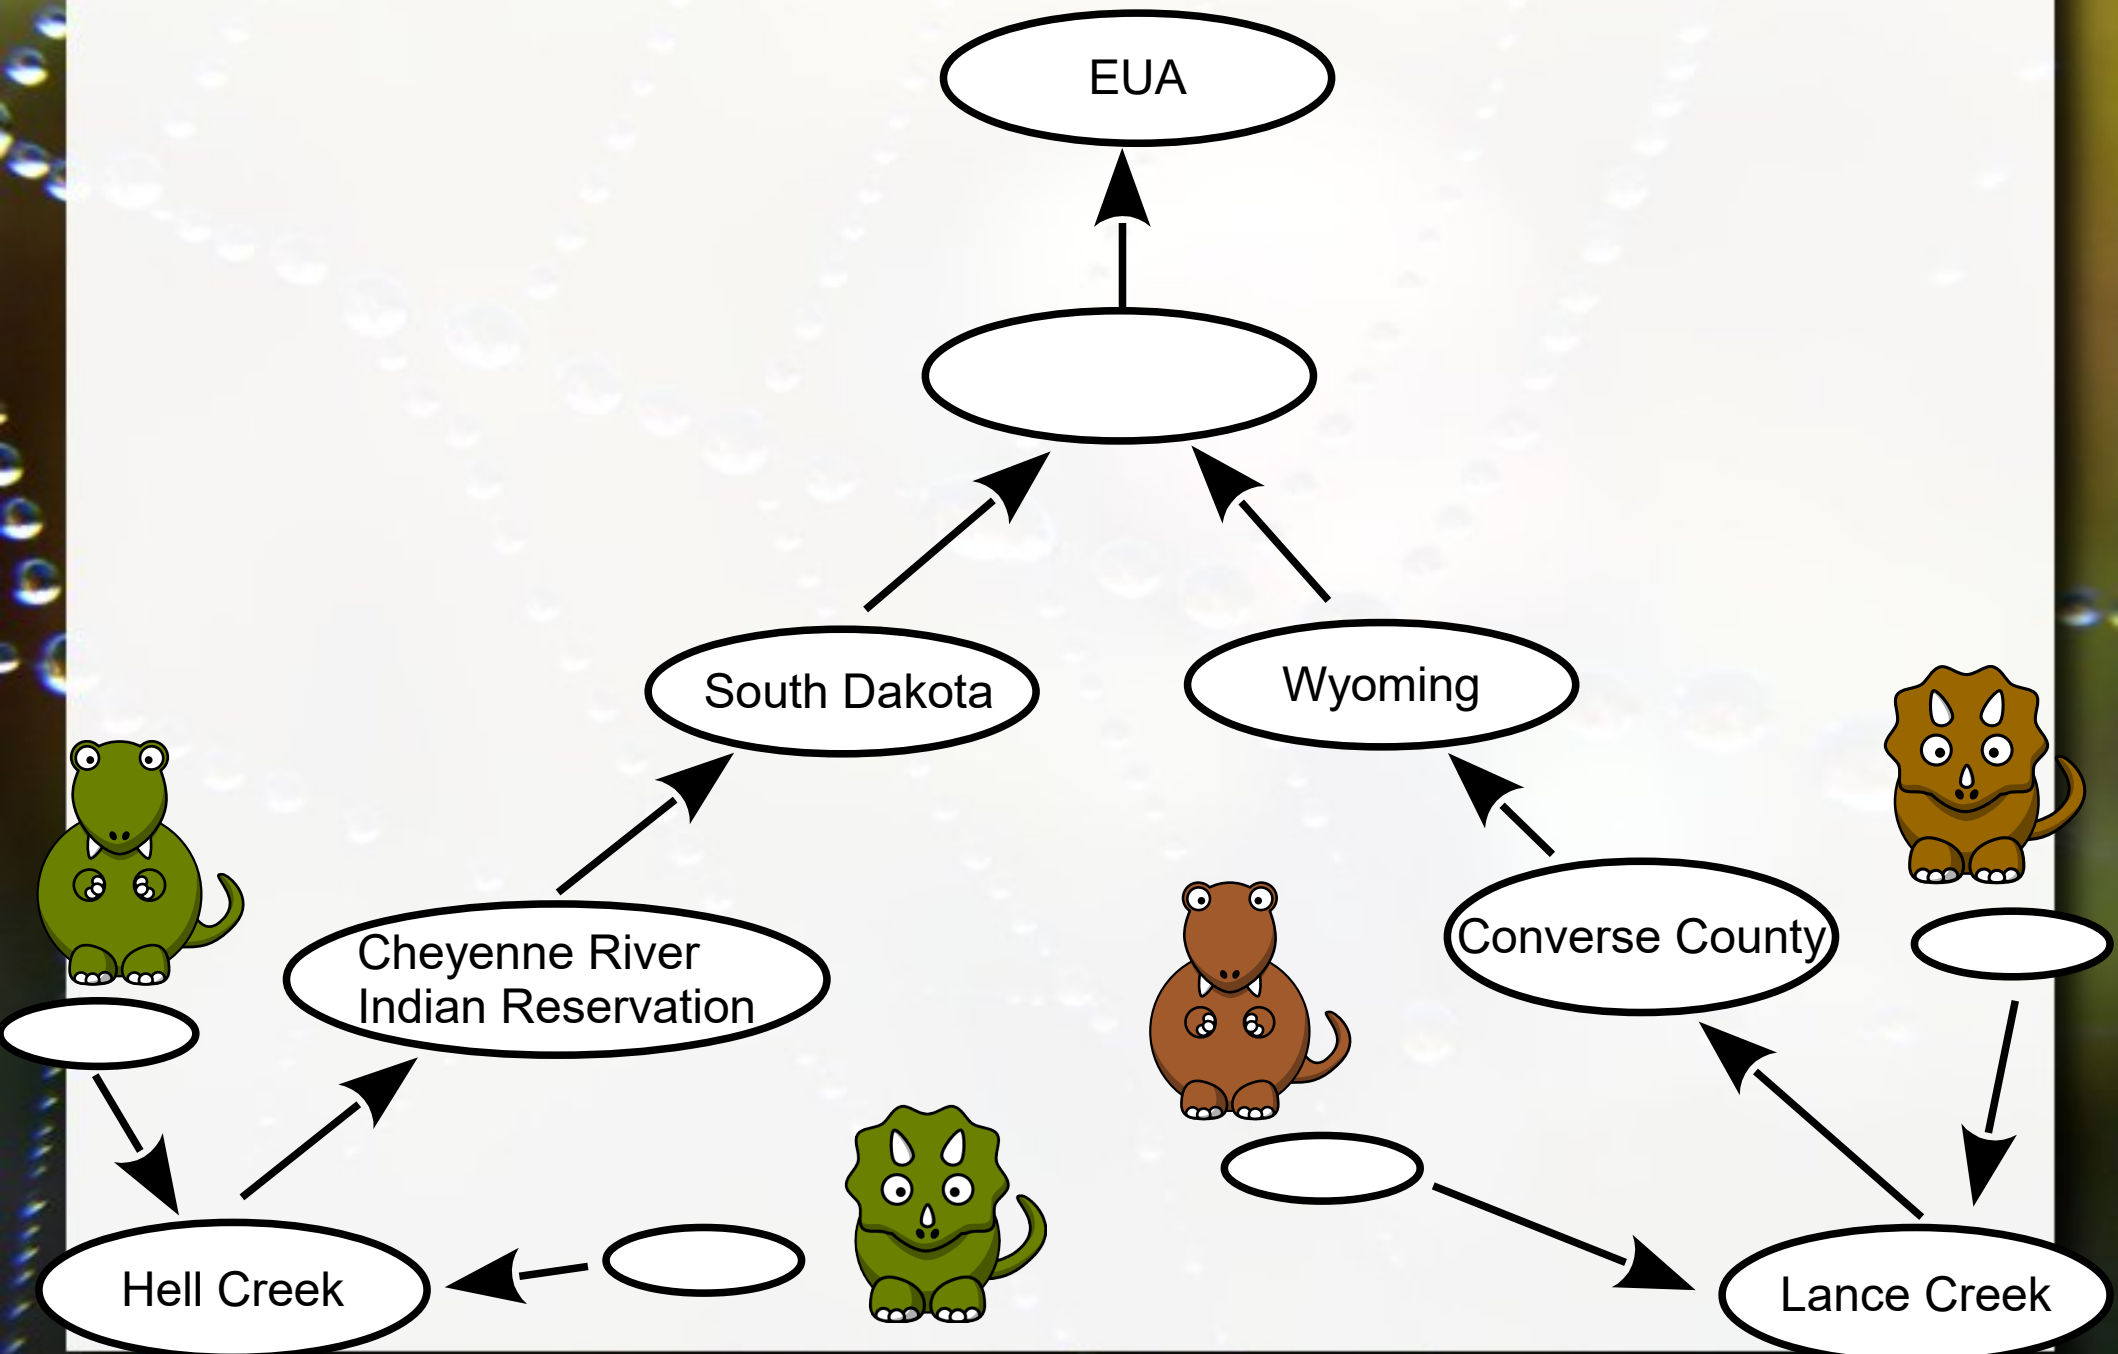 EUA
South Dakota
Wyoming
Cheyenne River
Indian Reservation
Converse County
Hell Creek
Lance Creek